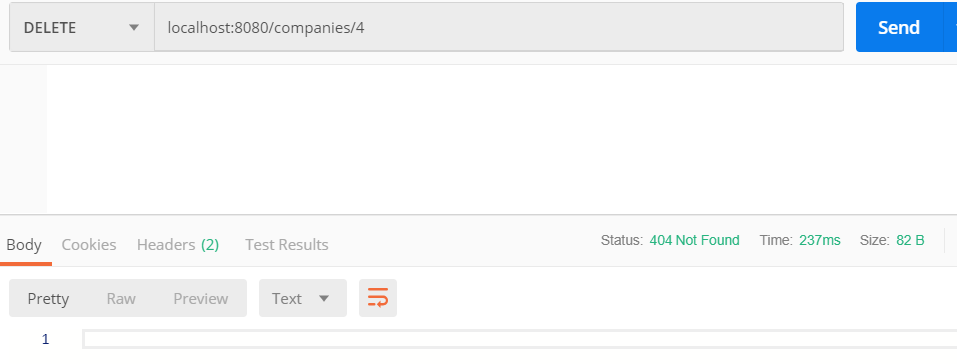 DELETE localhost:8080/companies/4 Send
Body Cookies Headers (2) Test Results Status: 404 Not Found Time: 237ms Size: 82 B
Pretty Raw Preview Text
1